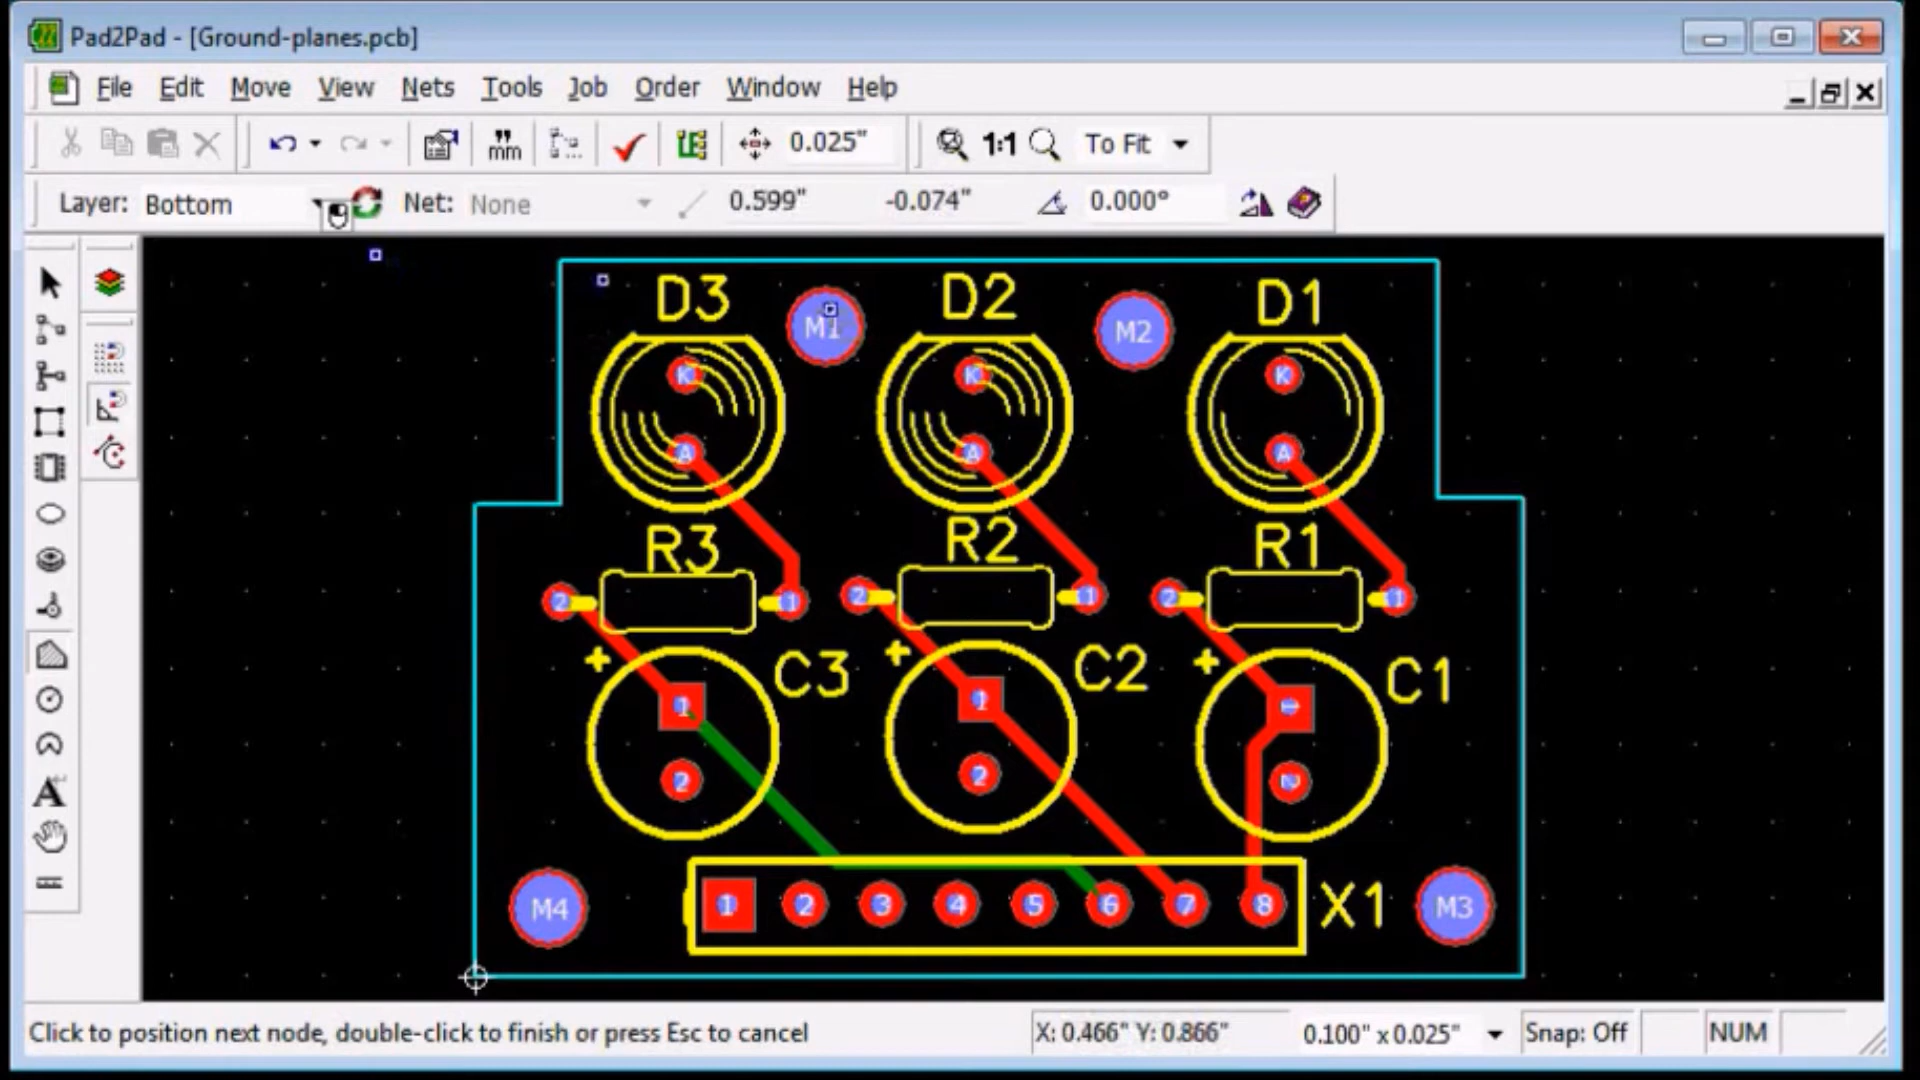 Pad2Pad - [Ground-planes.pcb]
File Edit Move View Nets Tools Job Order Window Help
mm 0.025" 1:1 To Fit
Layer: Bottom Net: None 0.599" -0.074" 0.000°
D3 M1 D2 M2 D1
K K K
A A A
R3 R2 R1
2 1 2 1 2 1
+ C3 + C2 + C1
1 1 1
2 2 2
M4 1 2 3 4 5 6 7 8 X1 M3
Click to position next node, double-click to finish or press Esc to cancel X: 0.466" Y: 0.866" 0.100" x 0.025" Snap: Off NUM